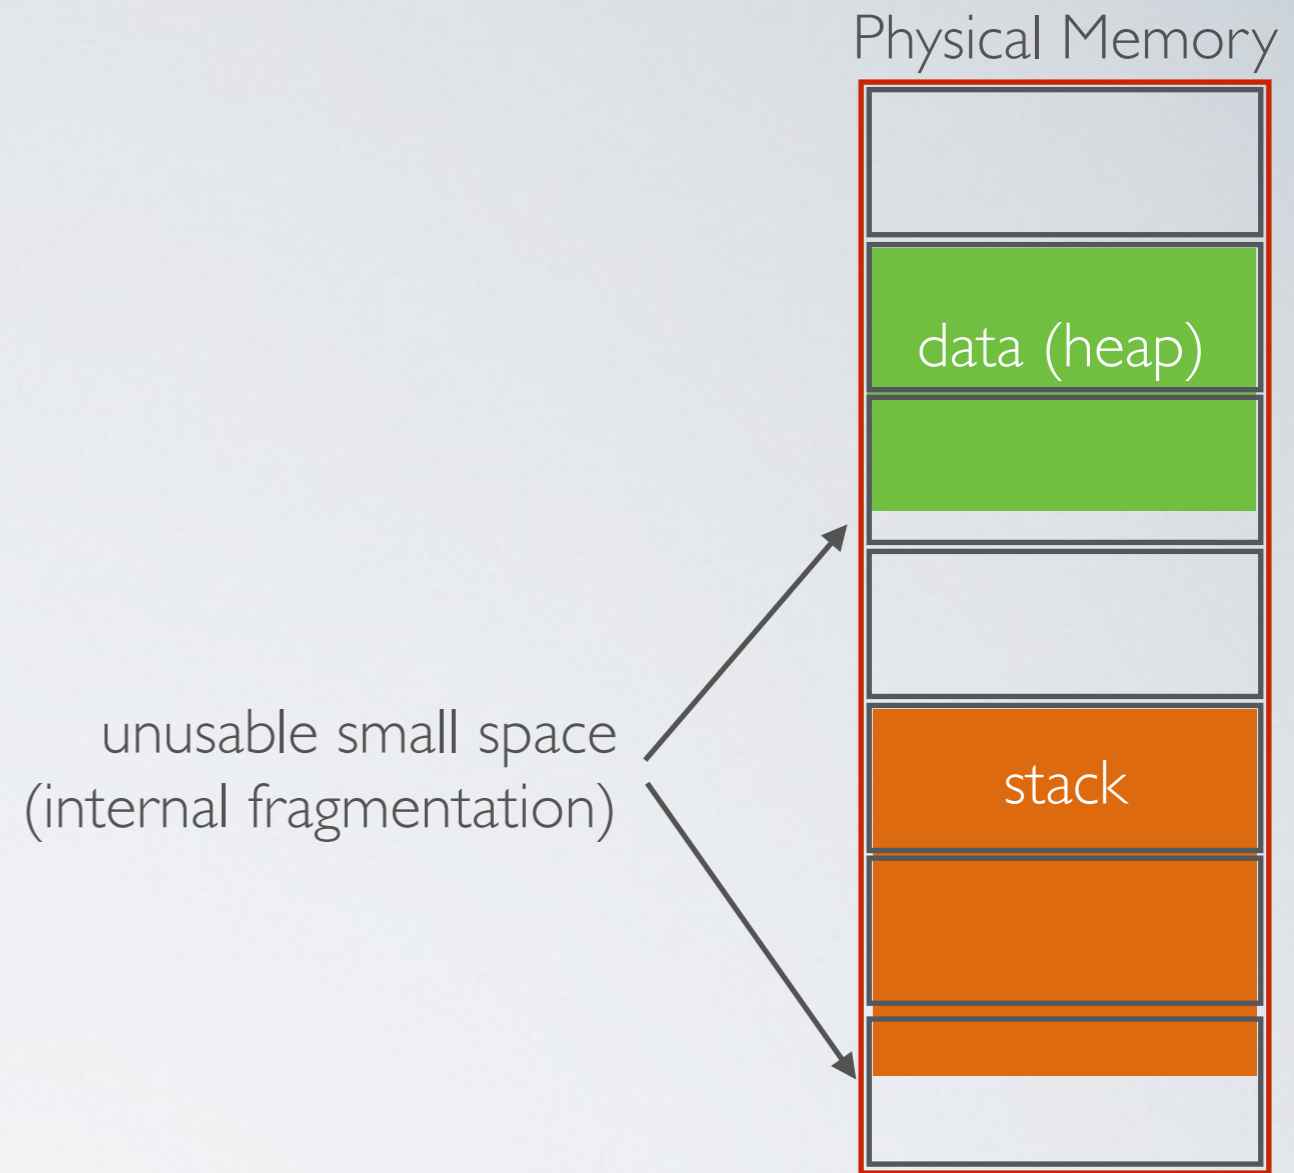 Physical Memory
data (heap)
unusable small space
(internal fragmentation)
stack